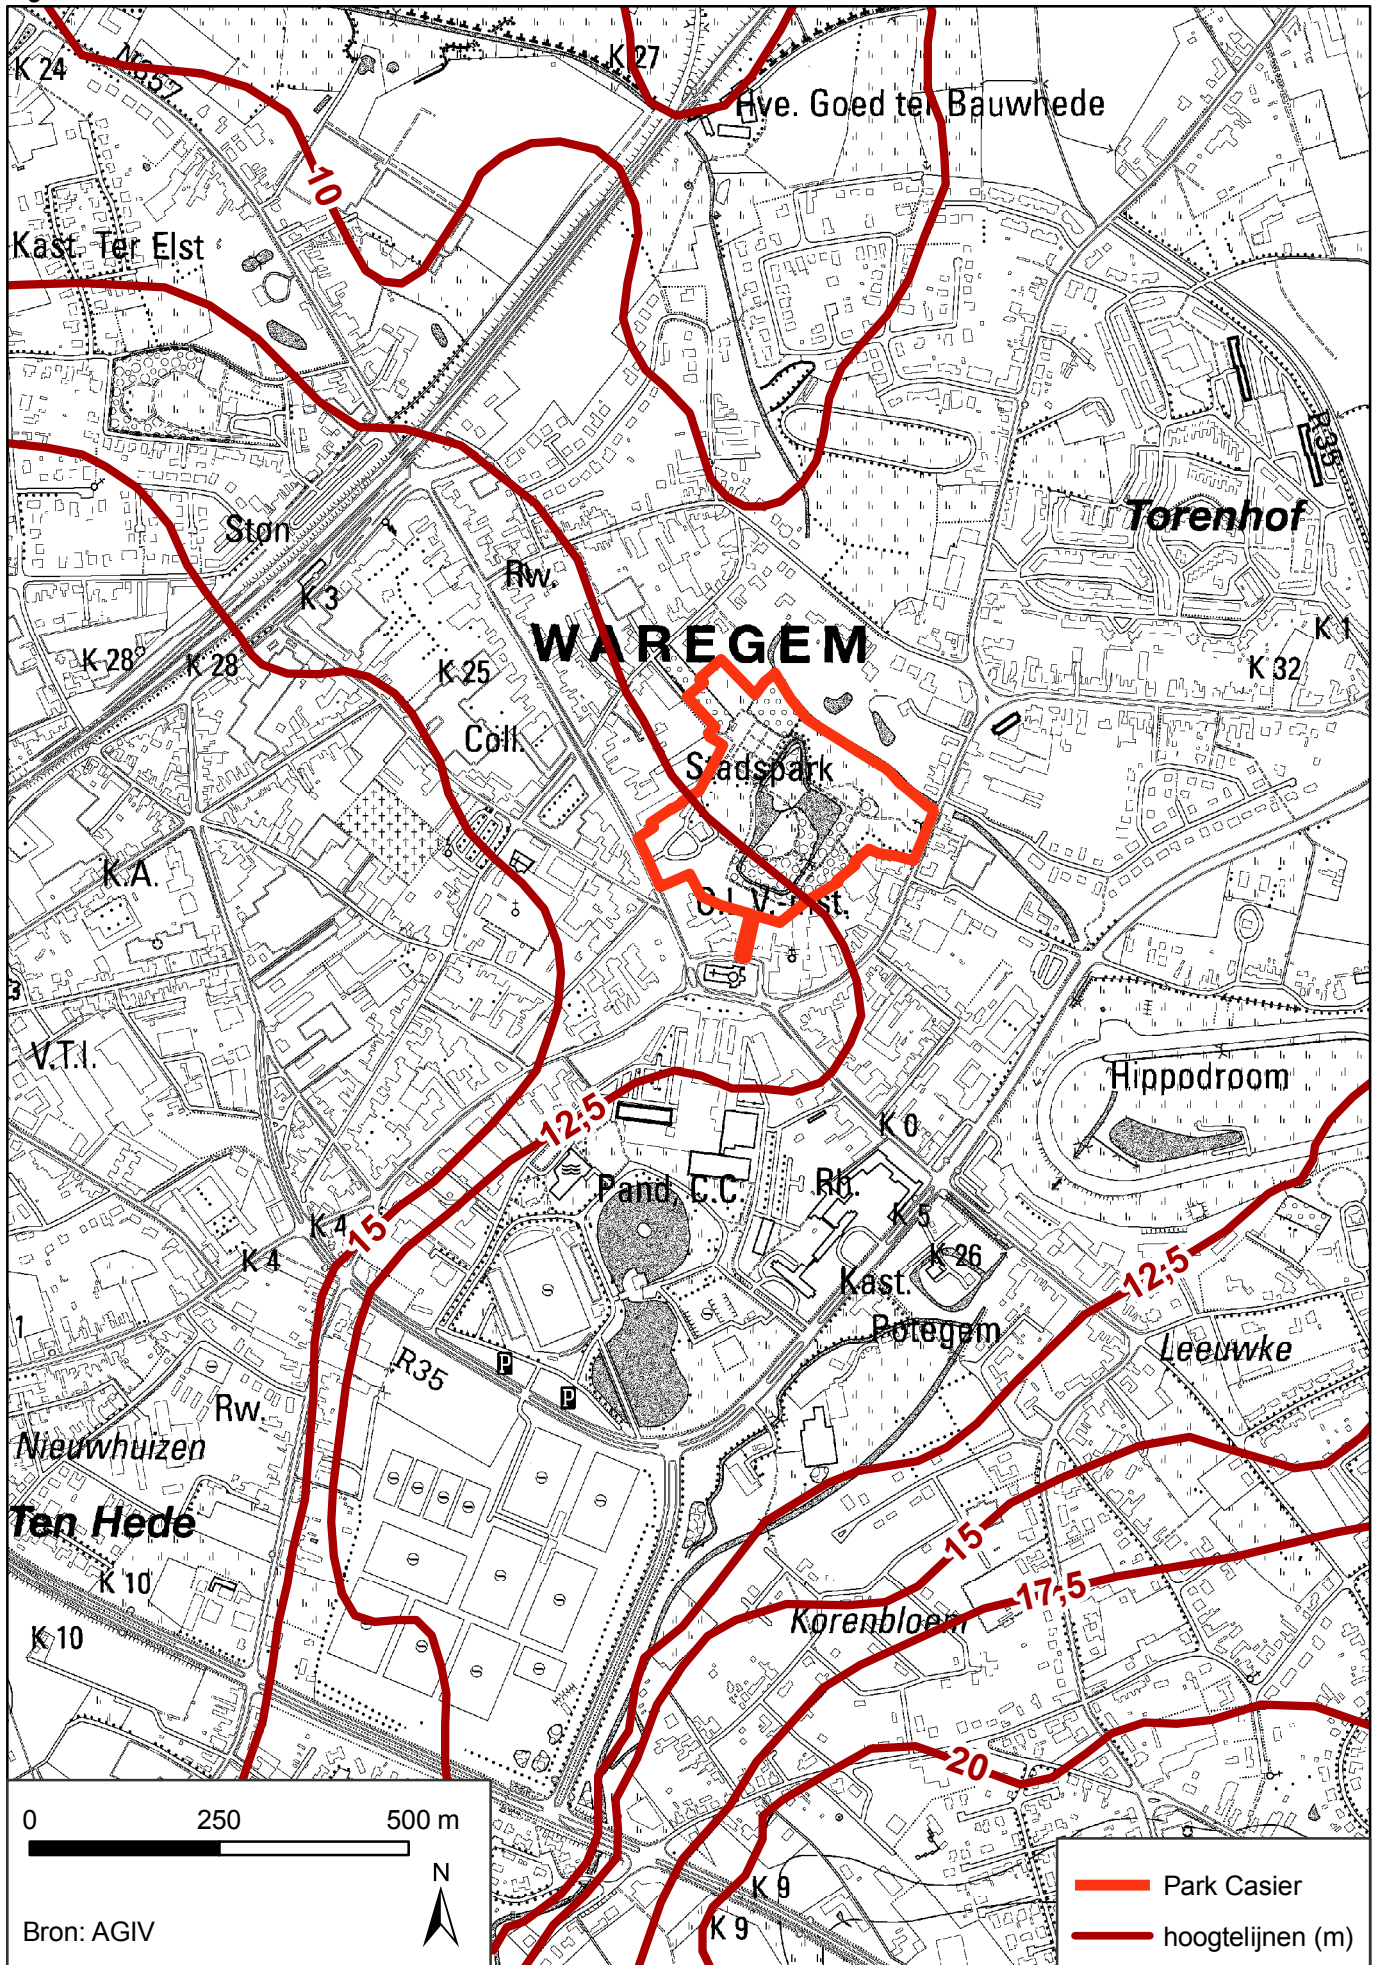 K 24
N357
K 27
Hve. Goed ter Bauwhede
10
Kast. Ter Elst
R35
Torenhof
Ston
Rw.
K 3
WAREGEM
K 1
K 28
K 28
K 25
K 32
Coll.
Stadspark
K.A.
O.L.V.-Inst.
V.T.I.
Hippodroom
12,5
K 0
Pand, C.C.
Rh.
K 5
K 4
15
K 4
K 26
Kast.
Potegem
12,5
1
Leeuwke
R35
P
P
Rw.
Nieuwhuizen
Ten Hede
15
K 10
17,5
Korenbloem
K 10
20
0 250 500 m
N
Bron: AGIV
K 9
K 9
Park Casier
hoogtelijnen (m)